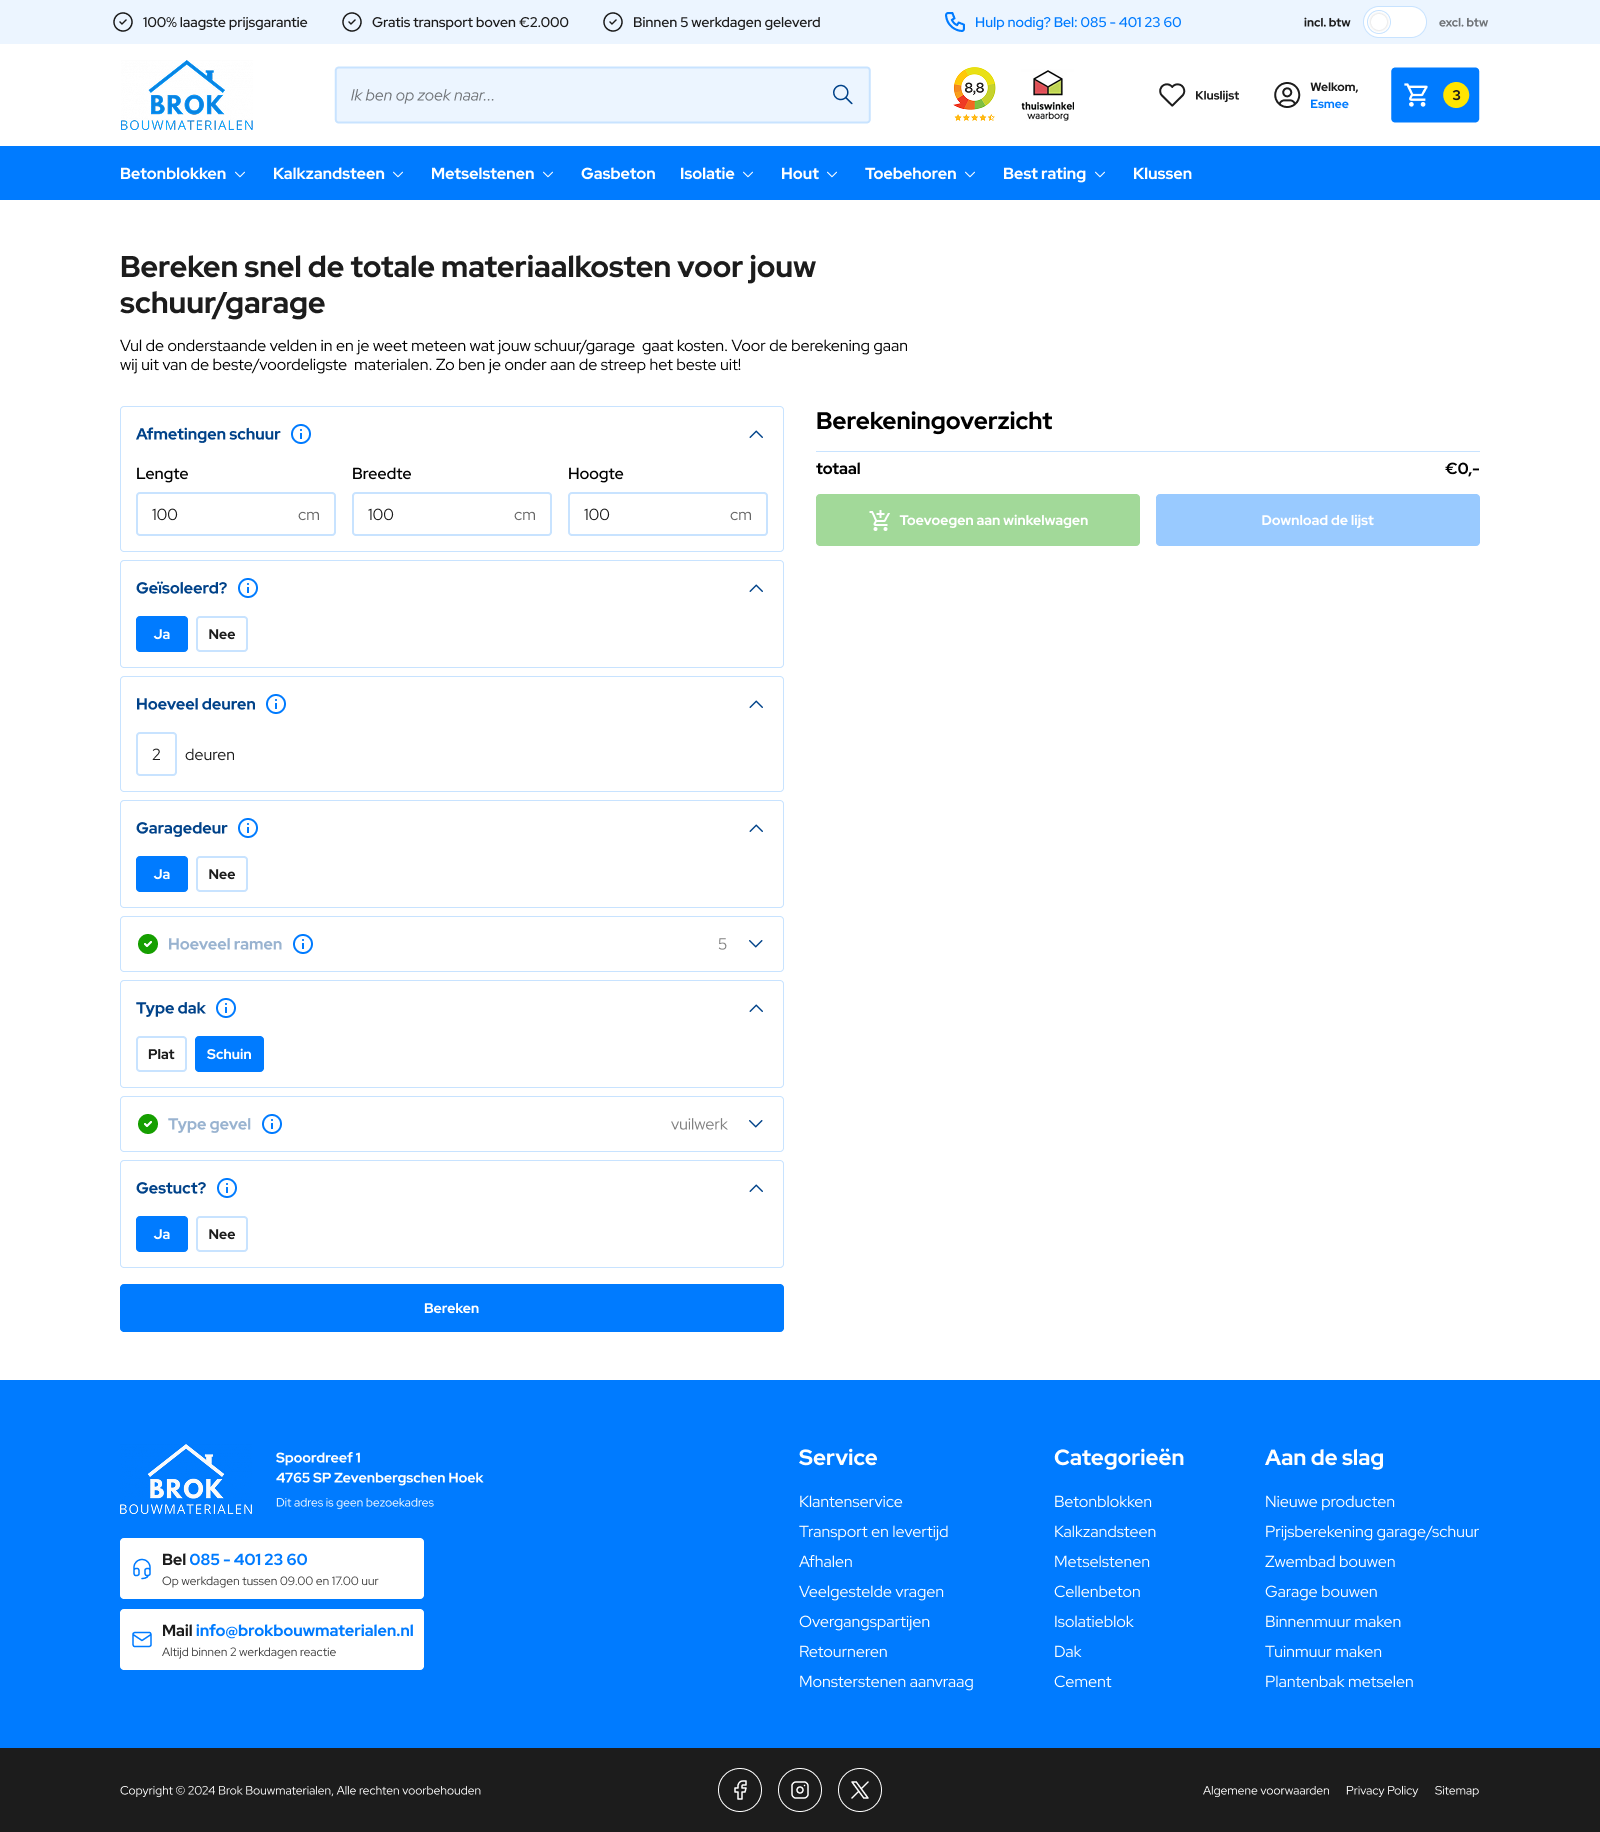 100% laagste prijsgarantie
Gratis transport boven €2.000
Binnen 5 werkdagen geleverd
Hulp nodig? Bel: 085 - 401 23 60
incl. btw
excl. btw
BROK
BOUWMATERIALEN
Ik ben op zoek naar...
8,8
thuiswinkel
waarborg
Kluslijst
Welkom,
Esmee
3
Betonblokken
Kalkzandsteen
Metselstenen
Gasbeton
Isolatie
Hout
Toebehoren
Best rating
Klussen
Bereken snel de totale materiaalkosten voor jouw
schuur/garage
Vul de onderstaande velden in en je weet meteen wat jouw schuur/garage  gaat kosten. Voor de berekening gaan
wij uit van de beste/voordeligste  materialen. Zo ben je onder aan de streep het beste uit!
Afmetingen schuur
Lengte
Breedte
Hoogte
100 cm
100 cm
100 cm
Geïsoleerd?
Ja
Nee
Hoeveel deuren
2 deuren
Garagedeur
Ja
Nee
Hoeveel ramen
5
Type dak
Plat
Schuin
Type gevel
vuilwerk
Gestuct?
Ja
Nee
Bereken
Berekeningoverzicht
totaal
€0,-
Toevoegen aan winkelwagen
Download de lijst
BROK
BOUWMATERIALEN
Spoordreef 1
4765 SP Zevenbergschen Hoek
Dit adres is geen bezoekadres
Bel 085 - 401 23 60
Op werkdagen tussen 09.00 en 17.00 uur
Mail info@brokbouwmaterialen.nl
Altijd binnen 2 werkdagen reactie
Service
Klantenservice
Transport en levertijd
Afhalen
Veelgestelde vragen
Overgangspartijen
Retourneren
Monsterstenen aanvraag
Categorieën
Betonblokken
Kalkzandsteen
Metselstenen
Cellenbeton
Isolatieblok
Dak
Cement
Aan de slag
Nieuwe producten
Prijsberekening garage/schuur
Zwembad bouwen
Garage bouwen
Binnenmuur maken
Tuinmuur maken
Plantenbak metselen
Copyright © 2024 Brok Bouwmaterialen, Alle rechten voorbehouden
Algemene voorwaarden
Privacy Policy
Sitemap